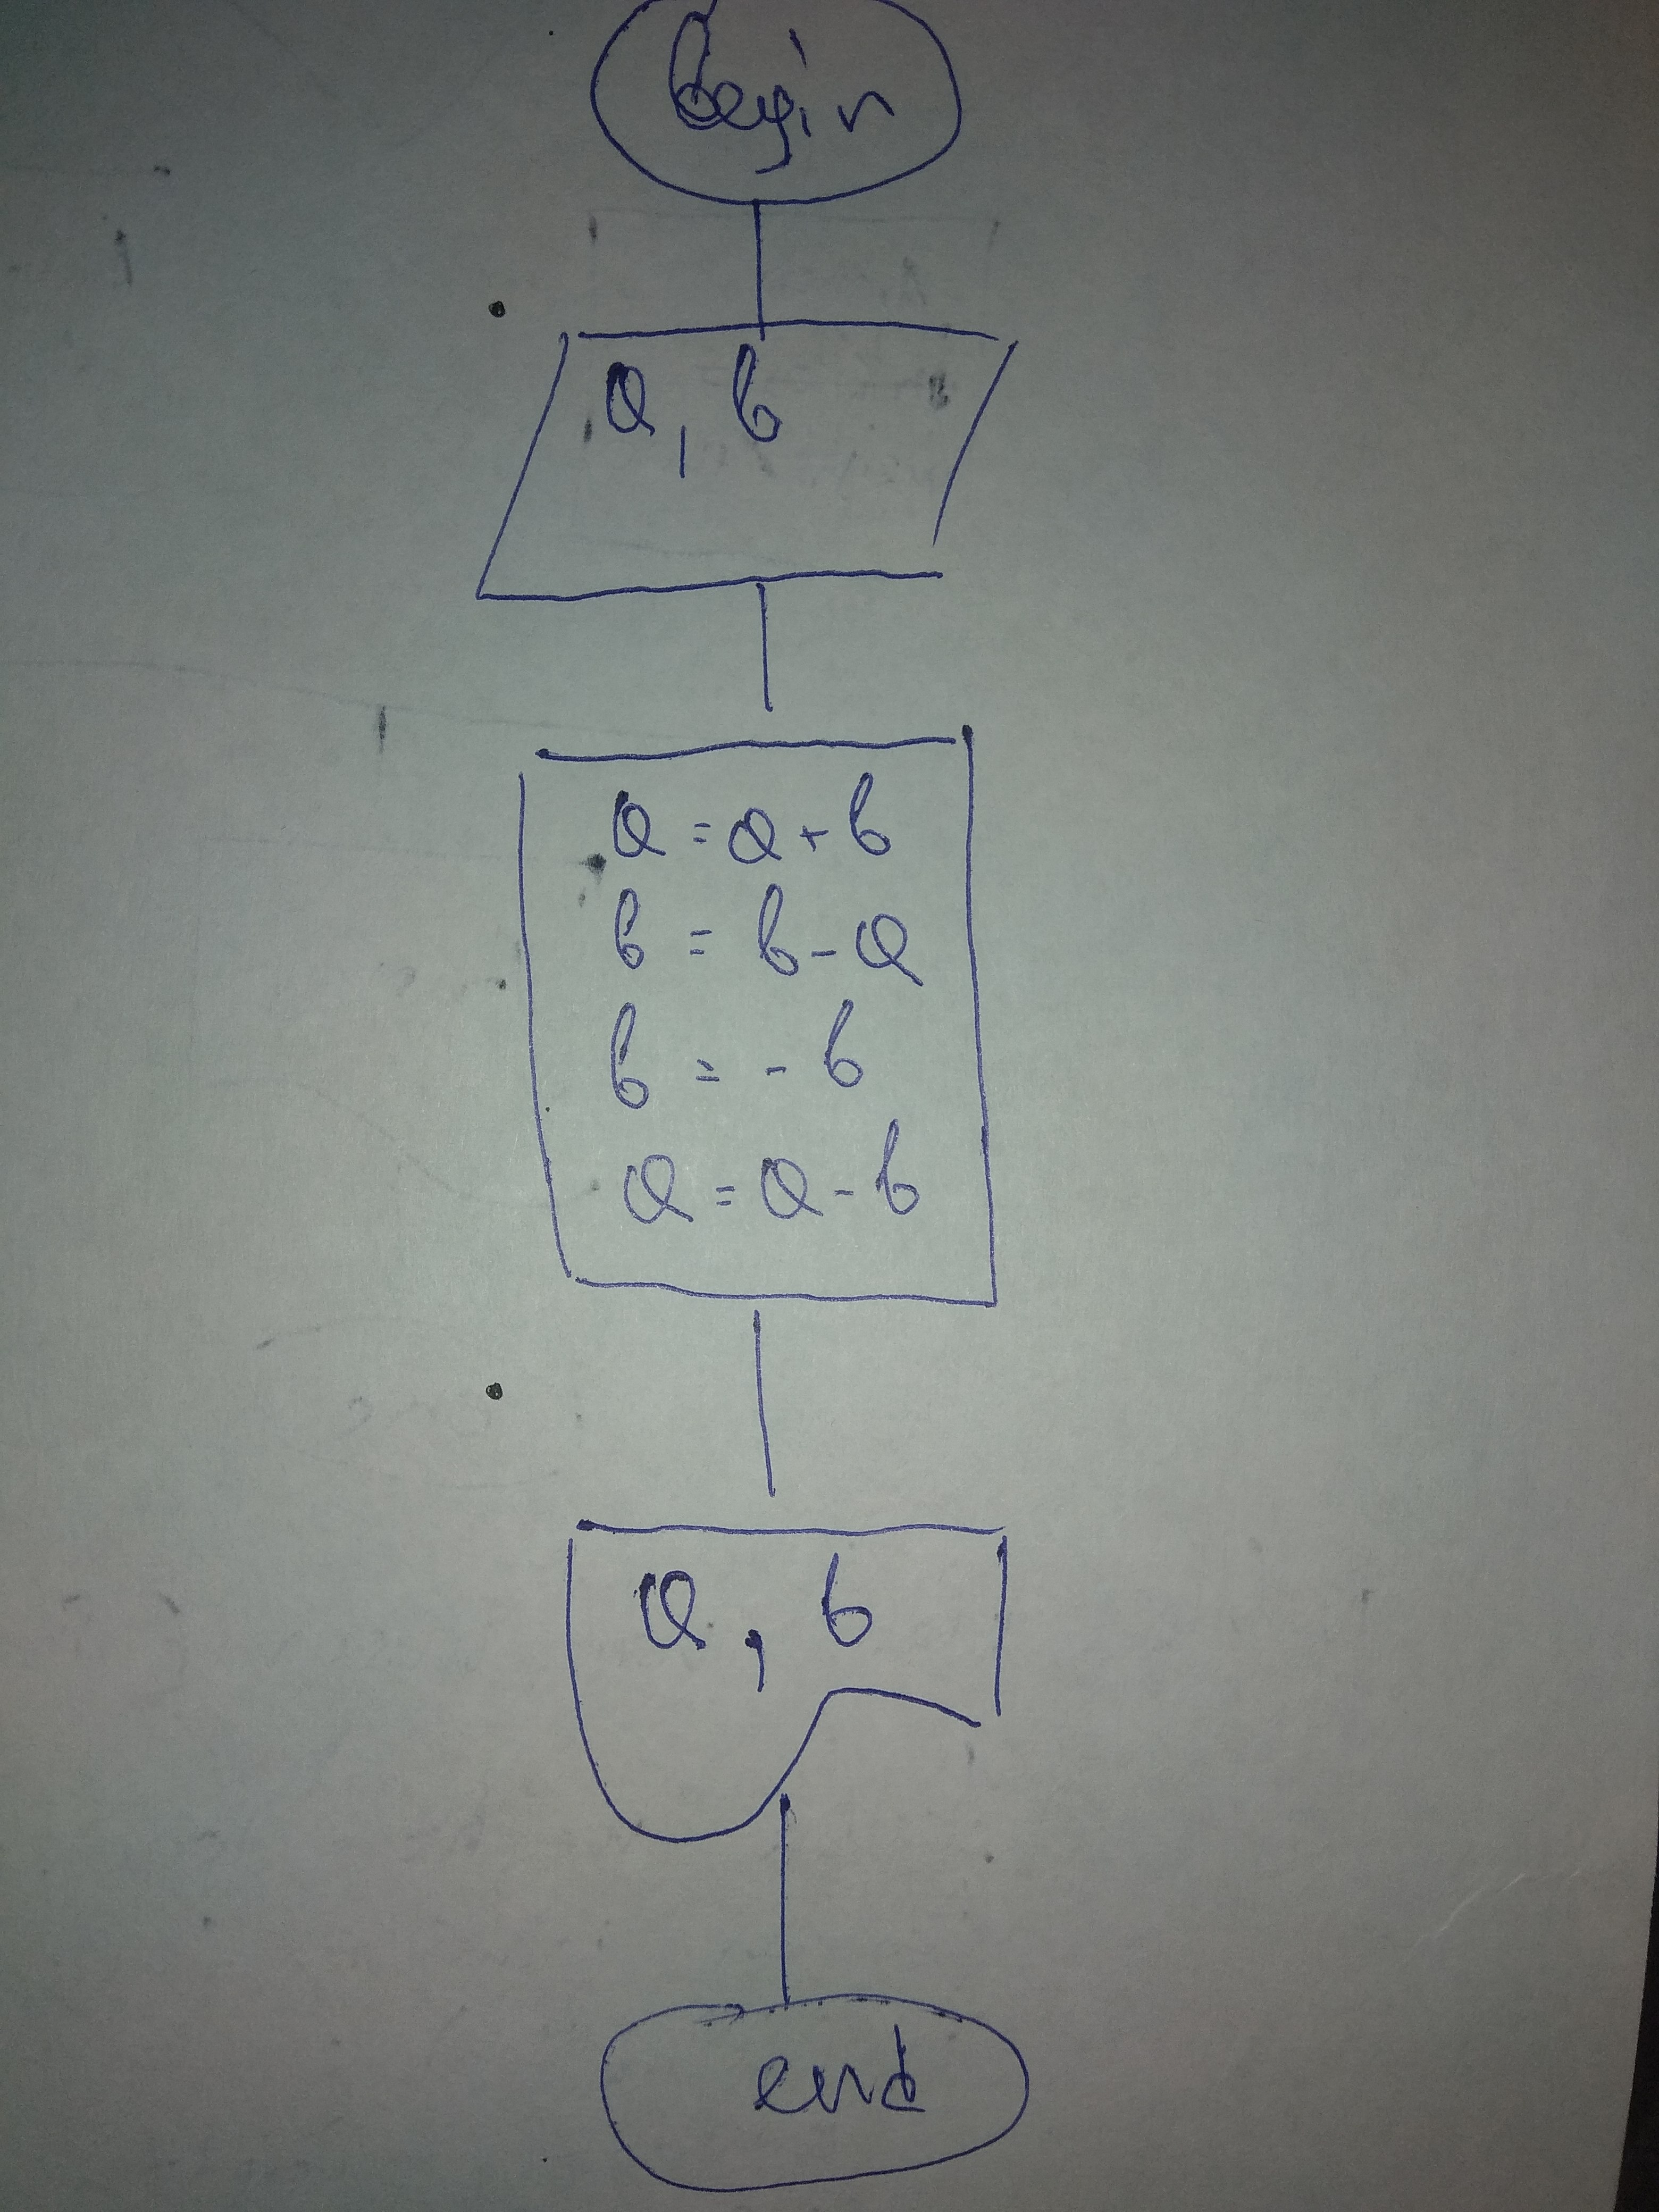 begin
a, b
a = a + b
b = b - a
b = - b
a = a - b
a, b
end